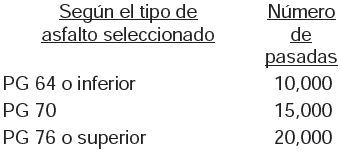 Según el tipo de Número
asfalto seleccionado de
pasadas
PG 64 o inferior 10,000
PG 70 15,000
PG 76 o superior 20,000